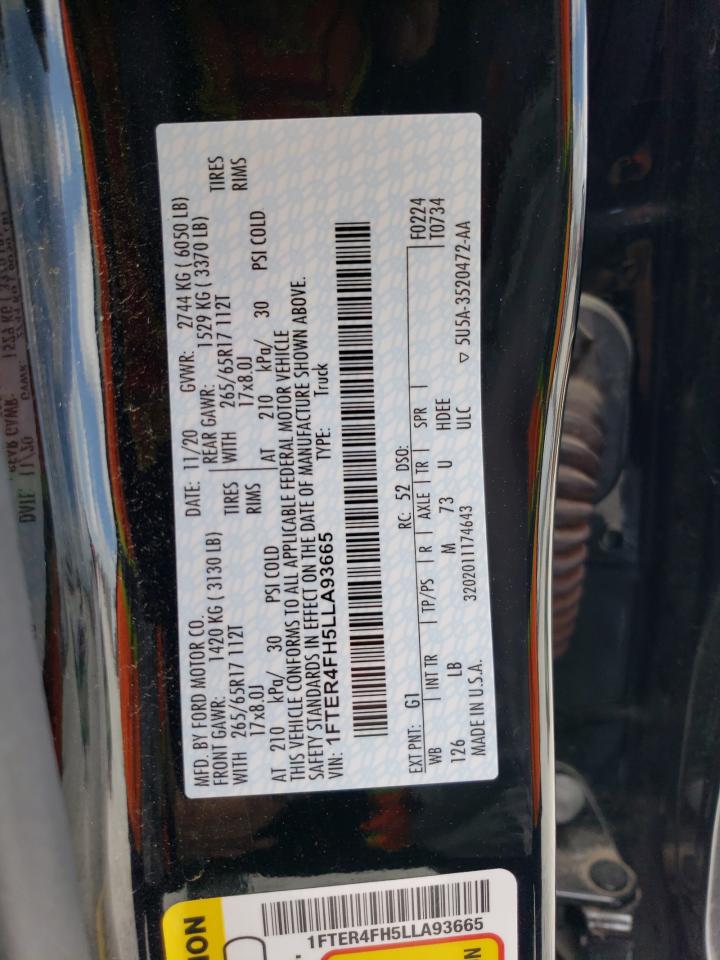 MFD. BY FORD MOTOR CO. DATE: 11/20 GVWR: 2744 KG ( 6050 LB)
FRONT GAWR: 1420 KG ( 3130 LB) REAR GAWR: 1529 KG ( 3370 LB)
WITH 265/65R17 112T TIRES WITH 265/65R17 112T TIRES
17x8.0J RIMS 17x8.0J RIMS
AT 210 kPa/ 30 PSI COLD AT 210 kPa/ 30 PSI COLD
THIS VEHICLE CONFORMS TO ALL APPLICABLE FEDERAL MOTOR VEHICLE
SAFETY STANDARDS IN EFFECT ON THE DATE OF MANUFACTURE SHOWN ABOVE.
VIN: 1FTER4FH5LLA93665 TYPE: Truck
EXT PNT: G1 RC: 52 DSO: F0224
WB INT TR TP/PS R AXLE TR SPR T0734
126 LB M 73 U HDEE
320201174643 ULC
MADE IN U.S.A. ▽ 5U5A-3520472-AA
1FTER4FH5LLA93665
11/20